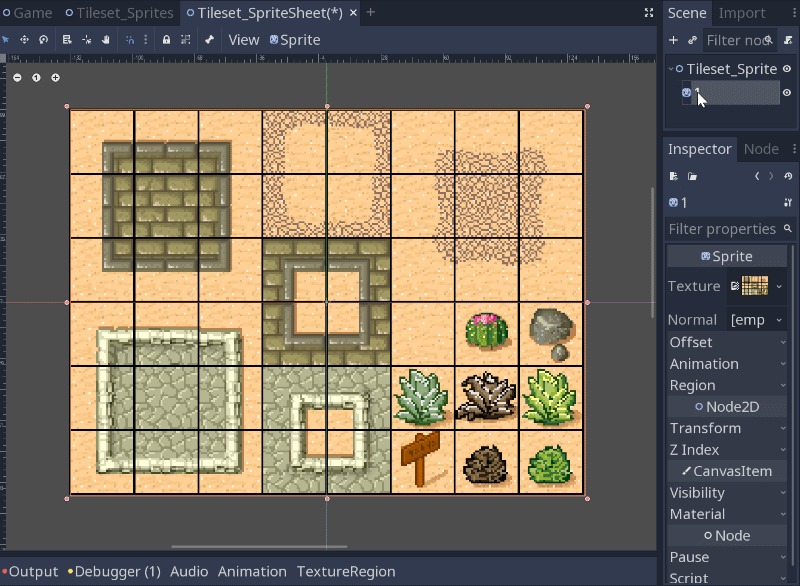 Game Tileset_Sprites Tileset_SpriteSheet(*) × +
Scene Import
View Sprite
Filter nod
Tileset_Sprite
1
Inspector Node
1
Filter properties
Sprite
Texture
Normal [emp
Offset
Animation
Region
Node2D
Transform
Z Index
CanvasItem
Visibility
Material
Node
Pause
Script
Output Debugger (1) Audio Animation TextureRegion